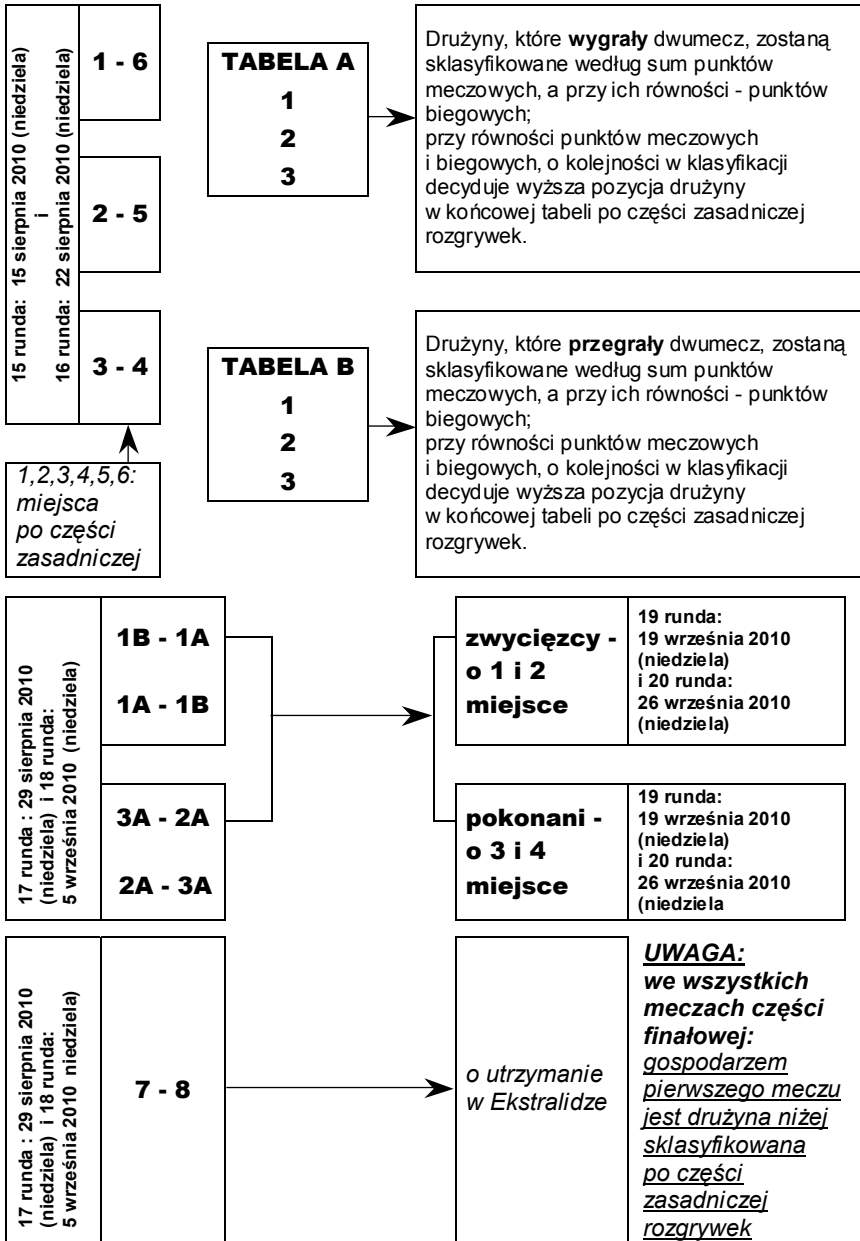 15 runda: 15 sierpnia 2010 (niedziela)
i
16 runda: 22 sierpnia 2010 (niedziela)
1 - 6
2 - 5
3 - 4
1,2,3,4,5,6:
miejsca
po części
zasadniczej
TABELA A
1
2
3
Drużyny, które wygrały dwumecz, zostaną
sklasyfikowane według sum punktów
meczowych, a przy ich równości - punktów
biegowych;
przy równości punktów meczowych
i biegowych, o kolejności w klasyfikacji
decyduje wyższa pozycja drużyny
w końcowej tabeli po części zasadniczej
rozgrywek.
TABELA B
1
2
3
Drużyny, które przegrały dwumecz, zostaną
sklasyfikowane według sum punktów
meczowych, a przy ich równości - punktów
biegowych;
przy równości punktów meczowych
i biegowych, o kolejności w klasyfikacji
decyduje wyższa pozycja drużyny
w końcowej tabeli po części zasadniczej
rozgrywek.
17 runda : 29 sierpnia 2010
(niedziela) i 18 runda:
5 września 2010 (niedziela)
1B - 1A
1A - 1B
3A - 2A
2A - 3A
zwycięzcy -
o 1 i 2
miejsce
19 runda:
19 września 2010
(niedziela)
i 20 runda:
26 września 2010
(niedziela)
pokonani -
o 3 i 4
miejsce
19 runda:
19 września 2010
(niedziela)
i 20 runda:
26 września 2010
(niedziela
17 runda : 29 sierpnia 2010
(niedziela) i 18 runda:
5 września 2010 niedziela)
7 - 8
o utrzymanie
w Ekstralidze
UWAGA:
we wszystkich
meczach części
finałowej:
gospodarzem
pierwszego meczu
jest drużyna niżej
sklasyfikowana
po części
zasadniczej
rozgrywek